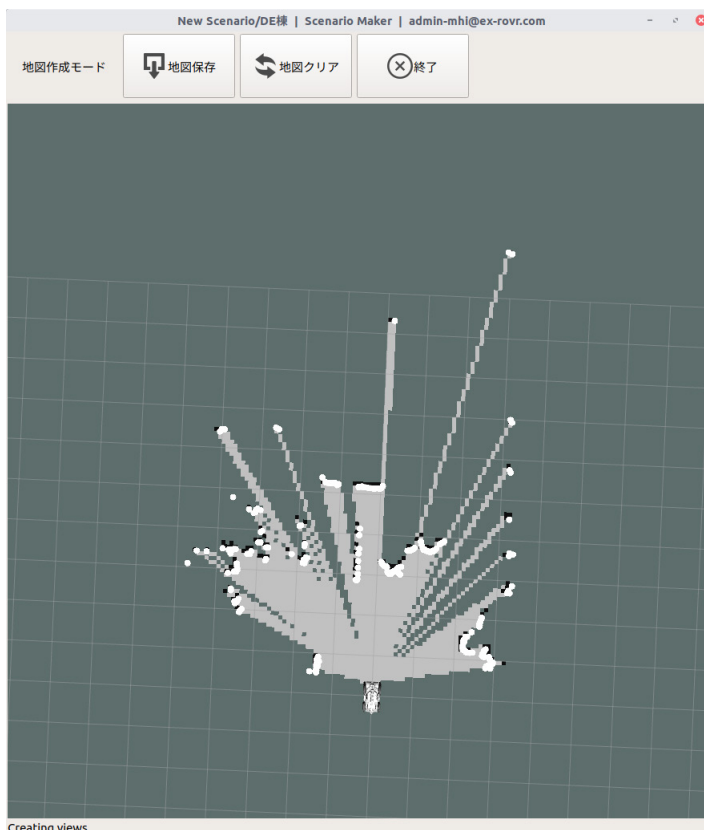 New Scenario/DE棟 | Scenario Maker | admin-mhi@ex-rovr.com
地図作成モード
地図保存
地図クリア
終了
Creating views